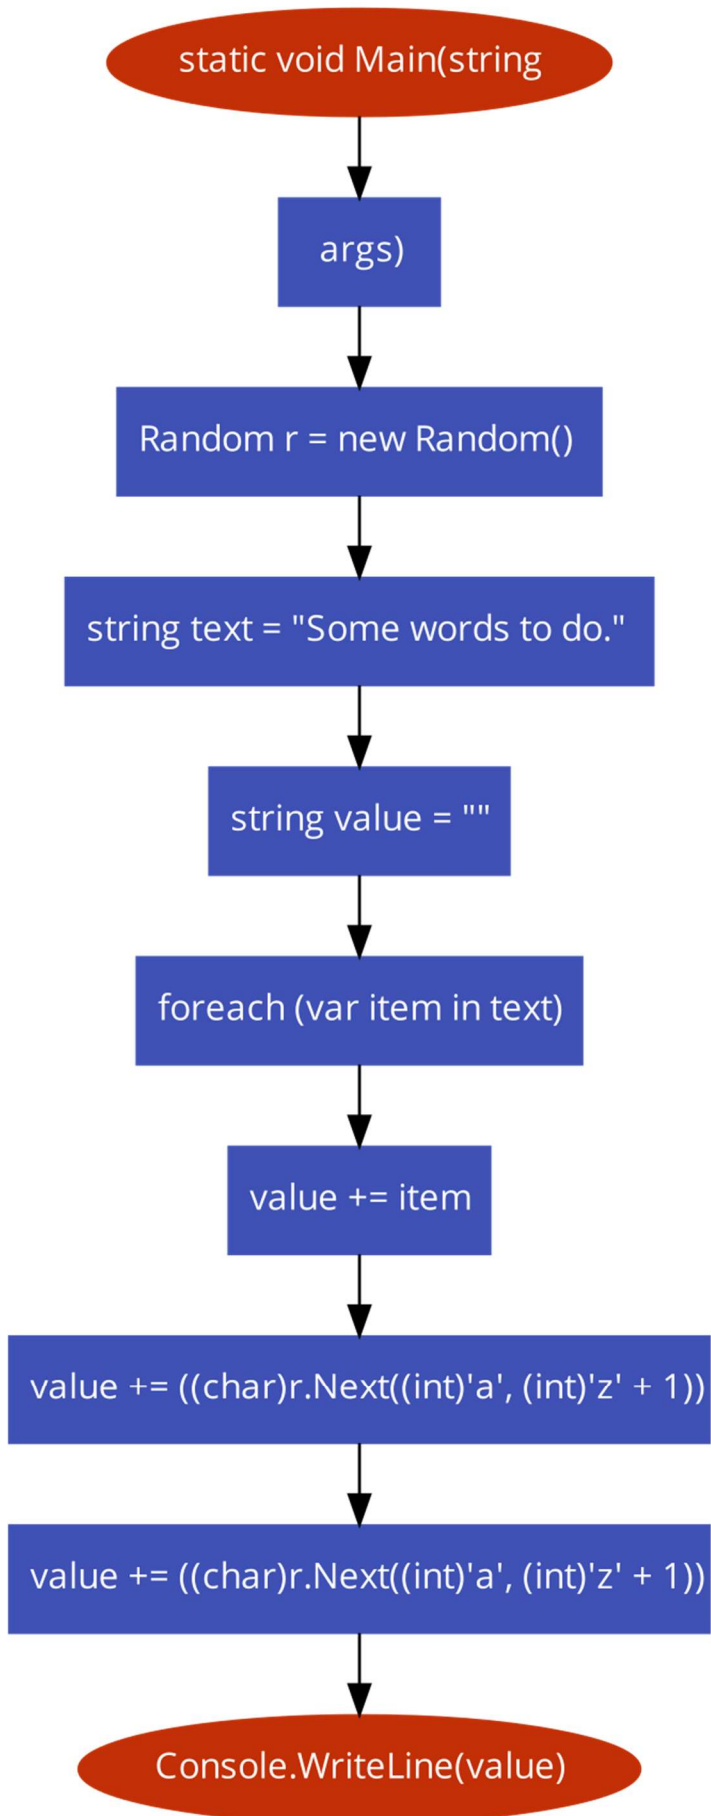 static void Main(string
args)
Random r = new Random()
string text = "Some words to do."
string value = ""
foreach (var item in text)
value += item
value += ((char)r.Next((int)'a', (int)'z' + 1))
value += ((char)r.Next((int)'a', (int)'z' + 1))
Console.WriteLine(value)